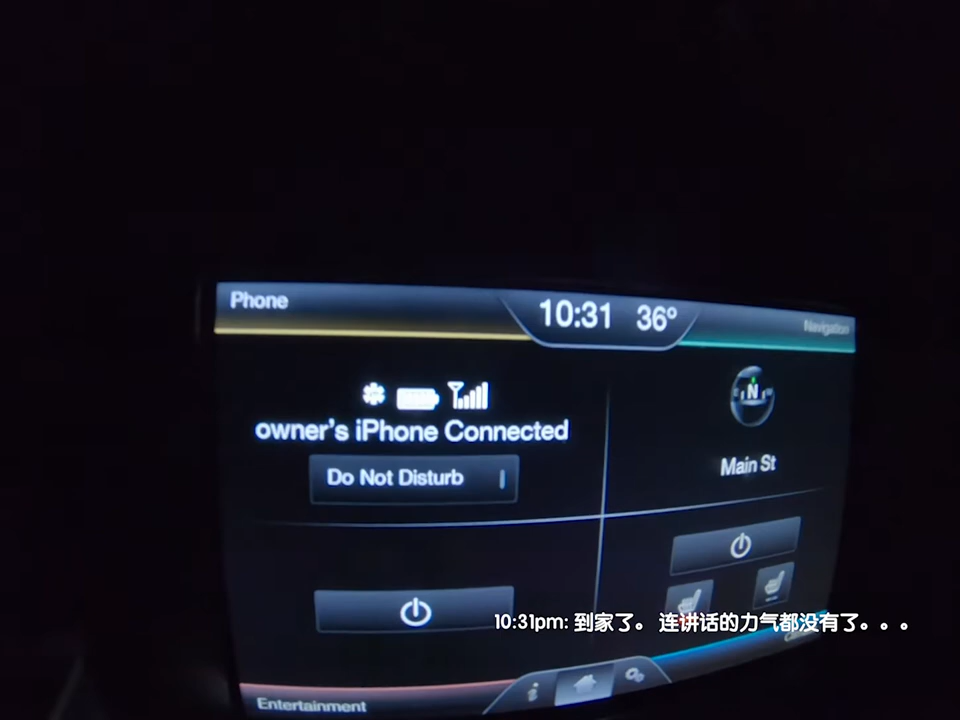 Phone
10:31 36°
Navigation
N
owner's iPhone Connected
Do Not Disturb
Main St
10:31pm: 到家了。 连讲话的力气都没有了。。。
i
Entertainment